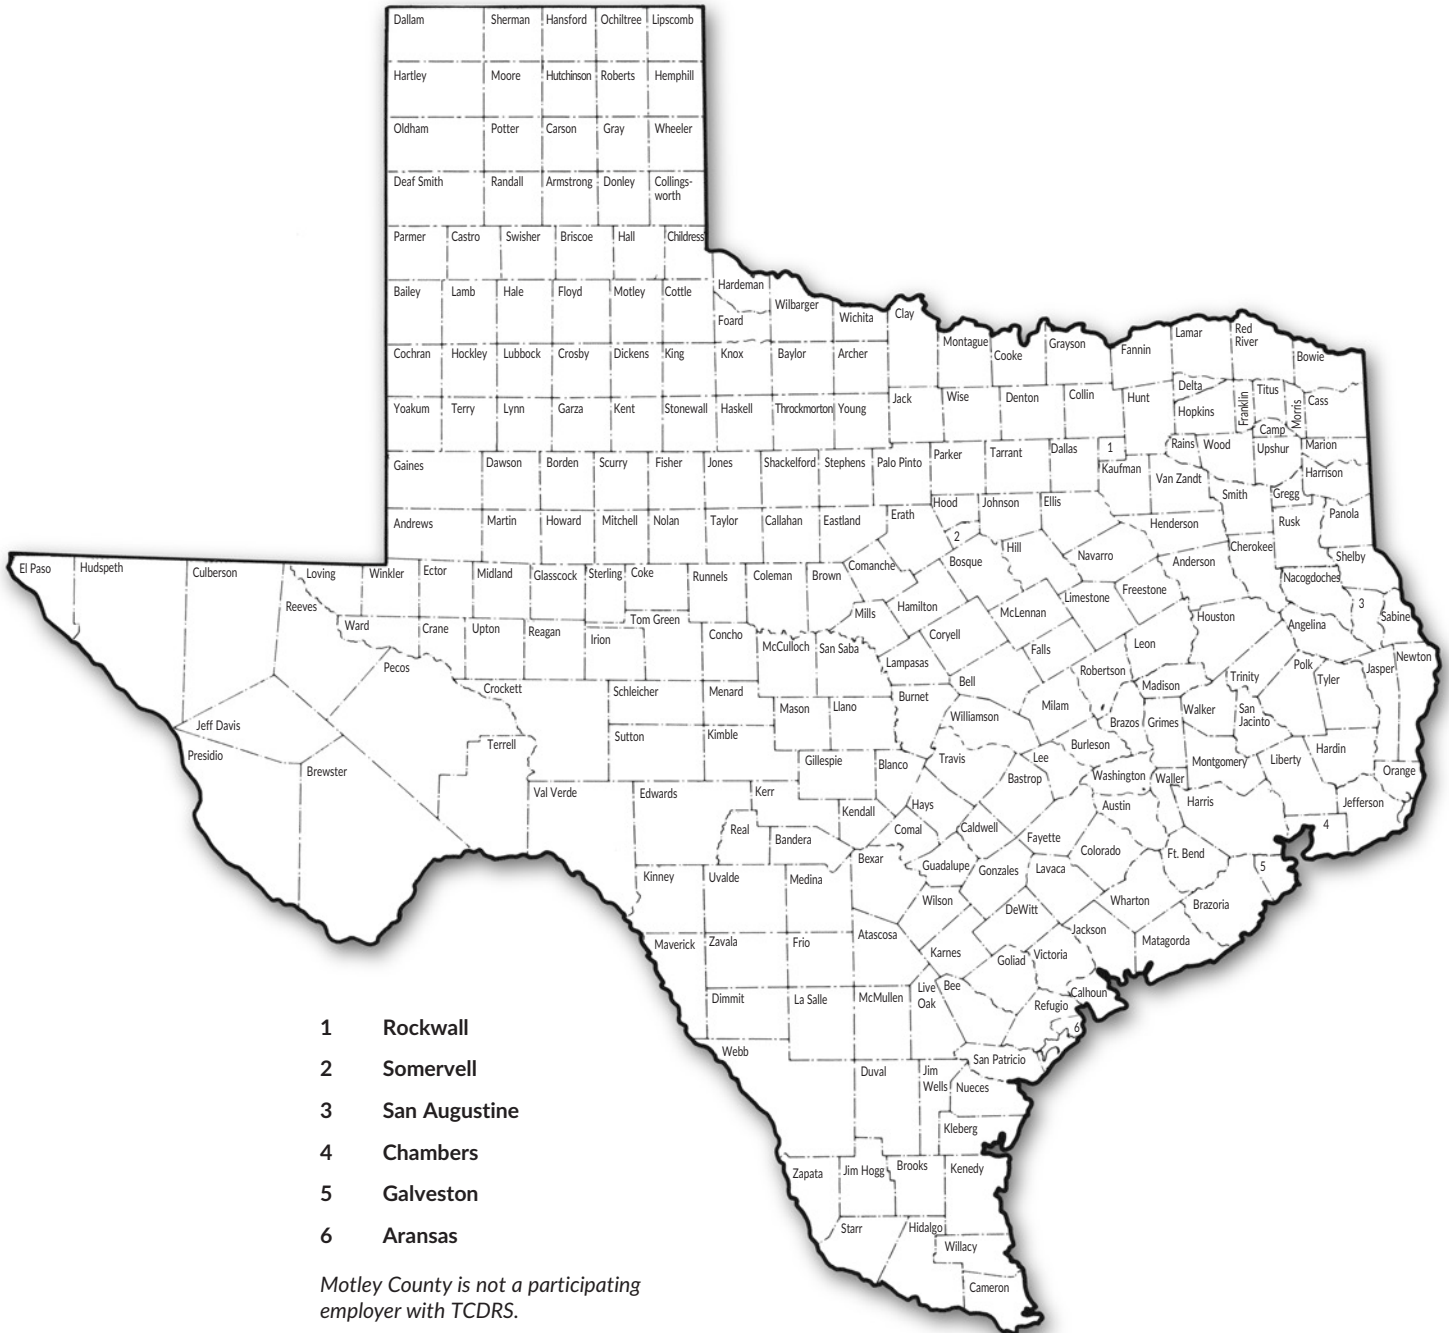 Dallam Sherman Hansford Ochiltree Lipscomb
Hartley Moore Hutchinson Roberts Hemphill
Oldham Potter Carson Gray Wheeler
Deaf Smith Randall Armstrong Donley Collings-
worth
Parmer Castro Swisher Briscoe Hall Childress
Bailey Lamb Hale Floyd Motley Cottle Hardeman
Wilbarger
Foard Wichita Clay
Cochran Hockley Lubbock Crosby Dickens King Knox Baylor Archer Montague Cooke Grayson Fannin Lamar Red
River Bowie
Yoakum Terry Lynn Garza Kent Stonewall Haskell Throckmorton Young Jack Wise Denton Collin Hunt Delta
Hopkins Franklin Titus Morris Cass
Camp
Gaines Dawson Borden Scurry Fisher Jones Shackelford Stephens Palo Pinto Parker Tarrant Dallas 1 Rains Wood Upshur Marion
Kaufman Van Zandt Smith Gregg Harrison
Andrews Martin Howard Mitchell Nolan Taylor Callahan Eastland Erath Hood Johnson Ellis Henderson Rusk Panola
2
El Paso Hudspeth Culberson Loving Winkler Ector Midland Glasscock Sterling Coke Runnels Coleman Brown Comanche Bosque Hill Navarro Anderson Cherokee Shelby
Reeves Mills Hamilton McLennan Limestone Freestone Nacogdoches 3 Sabine
Ward Crane Upton Reagan Irion Tom Green Concho McCulloch San Saba Coryell Falls Leon Houston Angelina
Pecos Lampasas Robertson Polk Tyler Jasper Newton
Crockett Schleicher Menard Mason Llano Burnet Bell Milam Madison Trinity
Jeff Davis Williamson Brazos Grimes Walker San
Jacinto
Presidio Terrell Sutton Kimble Gillespie Blanco Travis Lee Burleson Montgomery Liberty Hardin
Brewster Bastrop Washington Waller Orange
Val Verde Edwards Kerr Kendall Hays Austin Harris Jefferson
Real Bandera Comal Caldwell Fayette Colorado 4
Bexar Guadalupe Gonzales Lavaca Ft. Bend 5
Kinney Uvalde Medina Wilson DeWitt Wharton Brazoria
Maverick Zavala Frio Atascosa Karnes Goliad Victoria Jackson Matagorda
Dimmit La Salle McMullen Live
Oak Bee Refugio Calhoun
6
Webb Duval Jim
Wells San Patricio
Nueces
Kleberg
Zapata Jim Hogg Brooks Kenedy
Starr Hidalgo
Willacy
Cameron
1 Rockwall
2 Somervell
3 San Augustine
4 Chambers
5 Galveston
6 Aransas
Motley County is not a participating
employer with TCDRS.